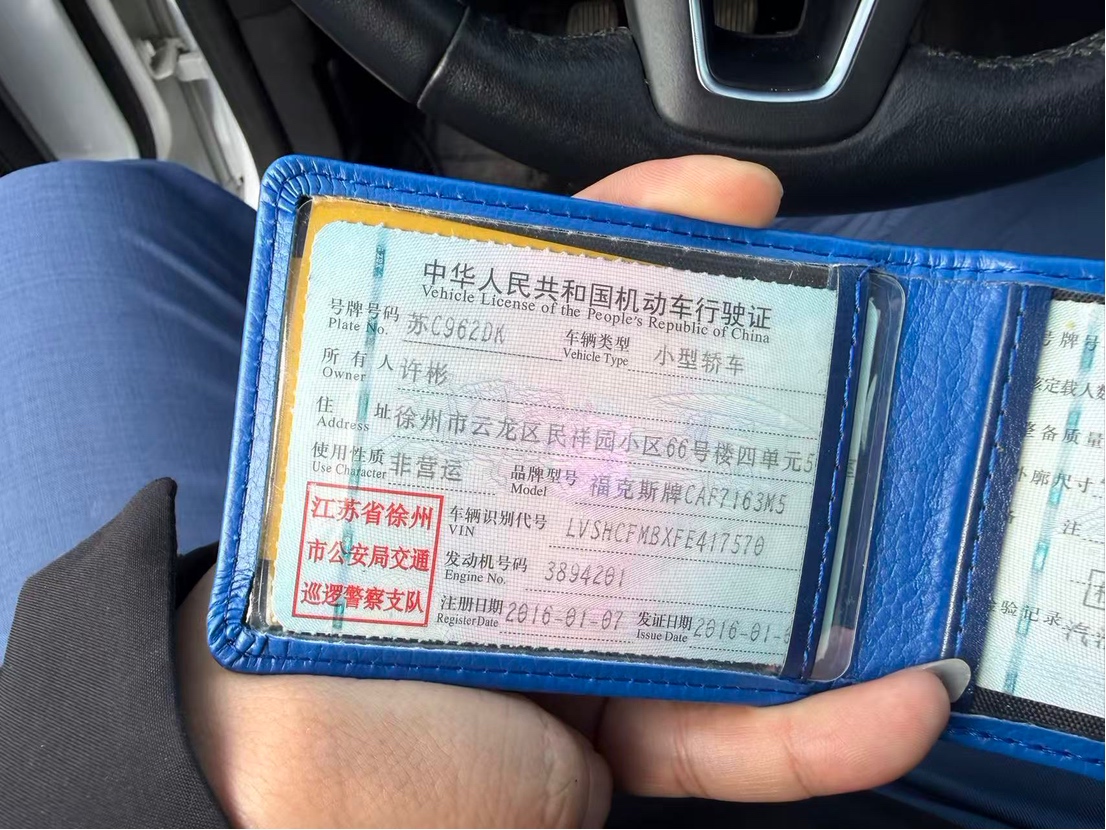 中华人民共和国机动车行驶证
Vehicle License of the People's Republic of China
号牌号码 苏C962DK 车辆类型 小型轿车
Plate No. Vehicle Type
所有人 许彬
Owner
住址 徐州市云龙区民祥园小区66号楼四单元5
Address
使用性质 非营运 品牌型号 福克斯牌CAF7163M5
Use Character Model
江苏省徐州
市公安局交通
巡逻警察支队
车辆识别代号 LVSHCFMBXFE417570
VIN
发动机号码 3894201
Engine No.
注册日期 2016-01-07 发证日期 2016-01-
Register Date Issue Date
号牌号
核定载人数
整备质量
外廓尺寸
注
检验记录